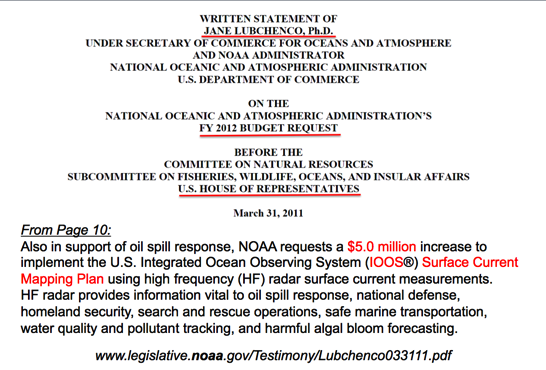 WRITTEN STATEMENT OF
JANE LUBCHENCO, Ph.D.
UNDER SECRETARY OF COMMERCE FOR OCEANS AND ATMOSPHERE
AND NOAA ADMINISTRATOR
NATIONAL OCEANIC AND ATMOSPHERIC ADMINISTRATION
U.S. DEPARTMENT OF COMMERCE
ON THE
NATIONAL OCEANIC AND ATMOSPHERIC ADMINISTRATION'S
FY 2012 BUDGET REQUEST
BEFORE THE
COMMITTEE ON NATURAL RESOURCES
SUBCOMMITTEE ON FISHERIES, WILDLIFE, OCEANS, AND INSULAR AFFAIRS
U.S. HOUSE OF REPRESENTATIVES
March 31, 2011
From Page 10:
Also in support of oil spill response, NOAA requests a $5.0 million increase to
implement the U.S. Integrated Ocean Observing System (IOOS®) Surface Current
Mapping Plan using high frequency (HF) radar surface current measurements.
HF radar provides information vital to oil spill response, national defense,
homeland security, search and rescue operations, safe marine transportation,
water quality and pollutant tracking, and harmful algal bloom forecasting.
www.legislative.noaa.gov/Testimony/Lubchenco033111.pdf